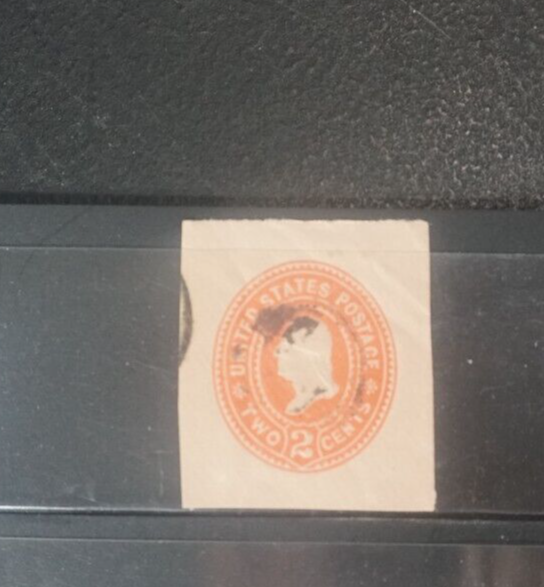 UNITED STATES POSTAGE
TWO 2 CENTS